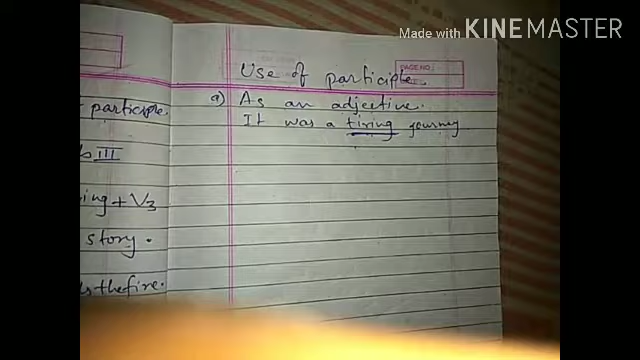 Made with KINEMASTER
PAGE NO.
Use of participle.
a) As an adjective.
It was a tiring journey
participle.
III
ing + V3
story.
the fire.